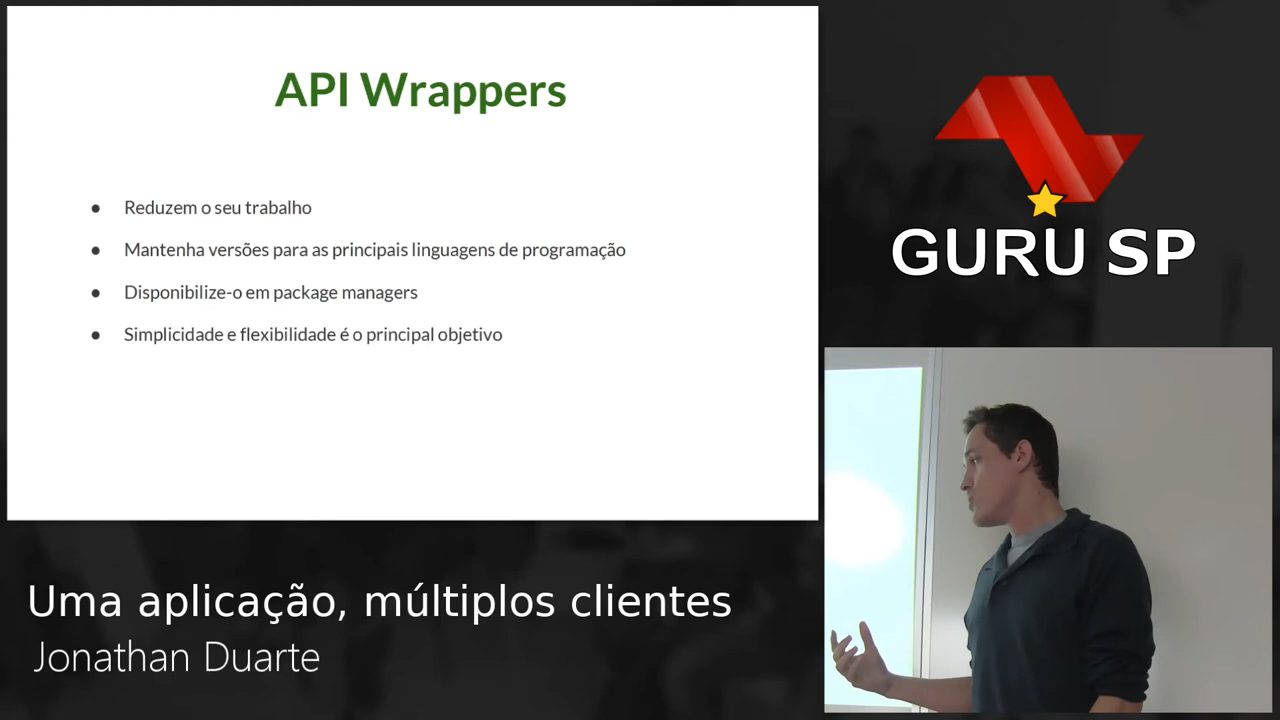 API Wrappers
● Reduzem o seu trabalho
● Mantenha versões para as principais linguagens de programação
● Disponibilize-o em package managers
● Simplicidade e flexibilidade é o principal objetivo
GURU SP
Uma aplicação, múltiplos clientes
Jonathan Duarte